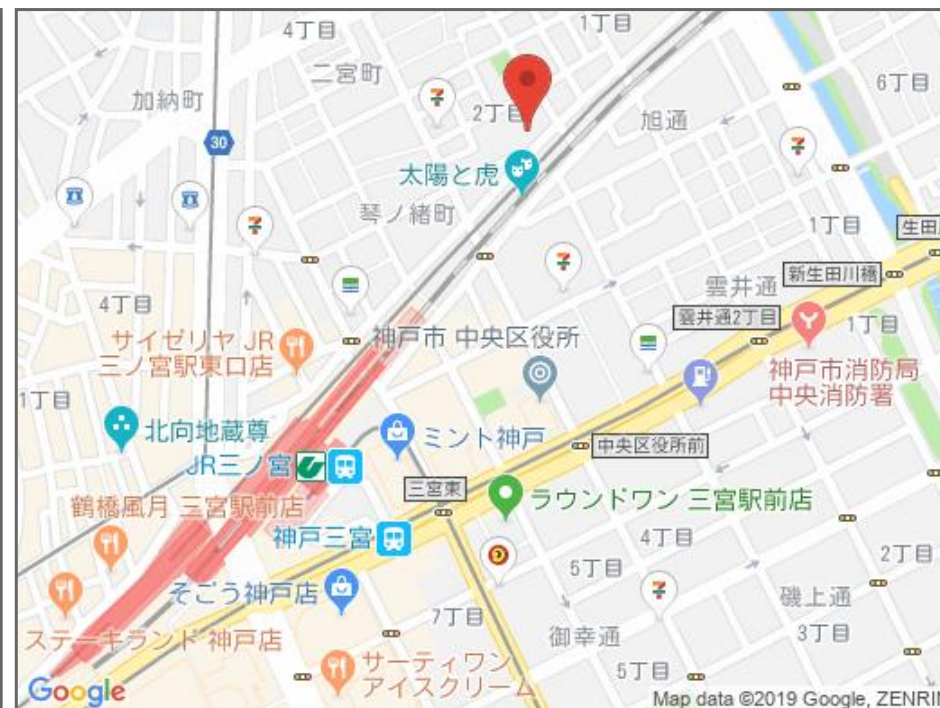 4丁目
1丁目
二宮町
加納町
6丁目
2丁目
旭通
30
太陽と虎
琴ノ緒町
1丁目
生田川
新生田川橋
雲井通
4丁目
雲井通2丁目
1丁目
サイゼリヤ JR
三ノ宮駅東口店
神戸市 中央区役所
神戸市消防局
中央消防署
1丁目
北向地蔵尊
ミント神戸
中央区役所前
JR三ノ宮
三宮東
鶴橋風月 三宮駅前店
ラウンドワン 三宮駅前店
神戸三宮
4丁目
5丁目
2丁目
そごう神戸店
7丁目
磯上通
御幸通
3丁目
ステーキランド 神戸店
サーティワン
アイスクリーム
5丁目
Google
Map data ©2019 Google, ZENRIN